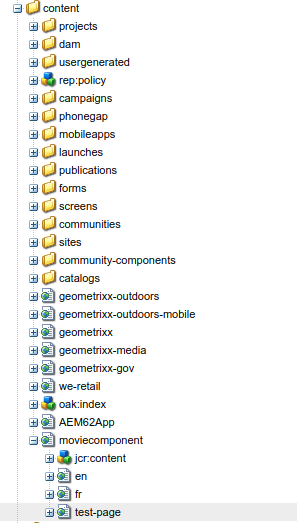 content
projects
dam
usergenerated
rep:policy
campaigns
phonegap
mobileapps
launches
publications
forms
screens
communities
sites
community-components
catalogs
geometrixx-outdoors
geometrixx-outdoors-mobile
geometrixx
geometrixx-media
geometrixx-gov
we-retail
oak:index
AEM62App
moviecomponent
jcr:content
en
fr
test-page